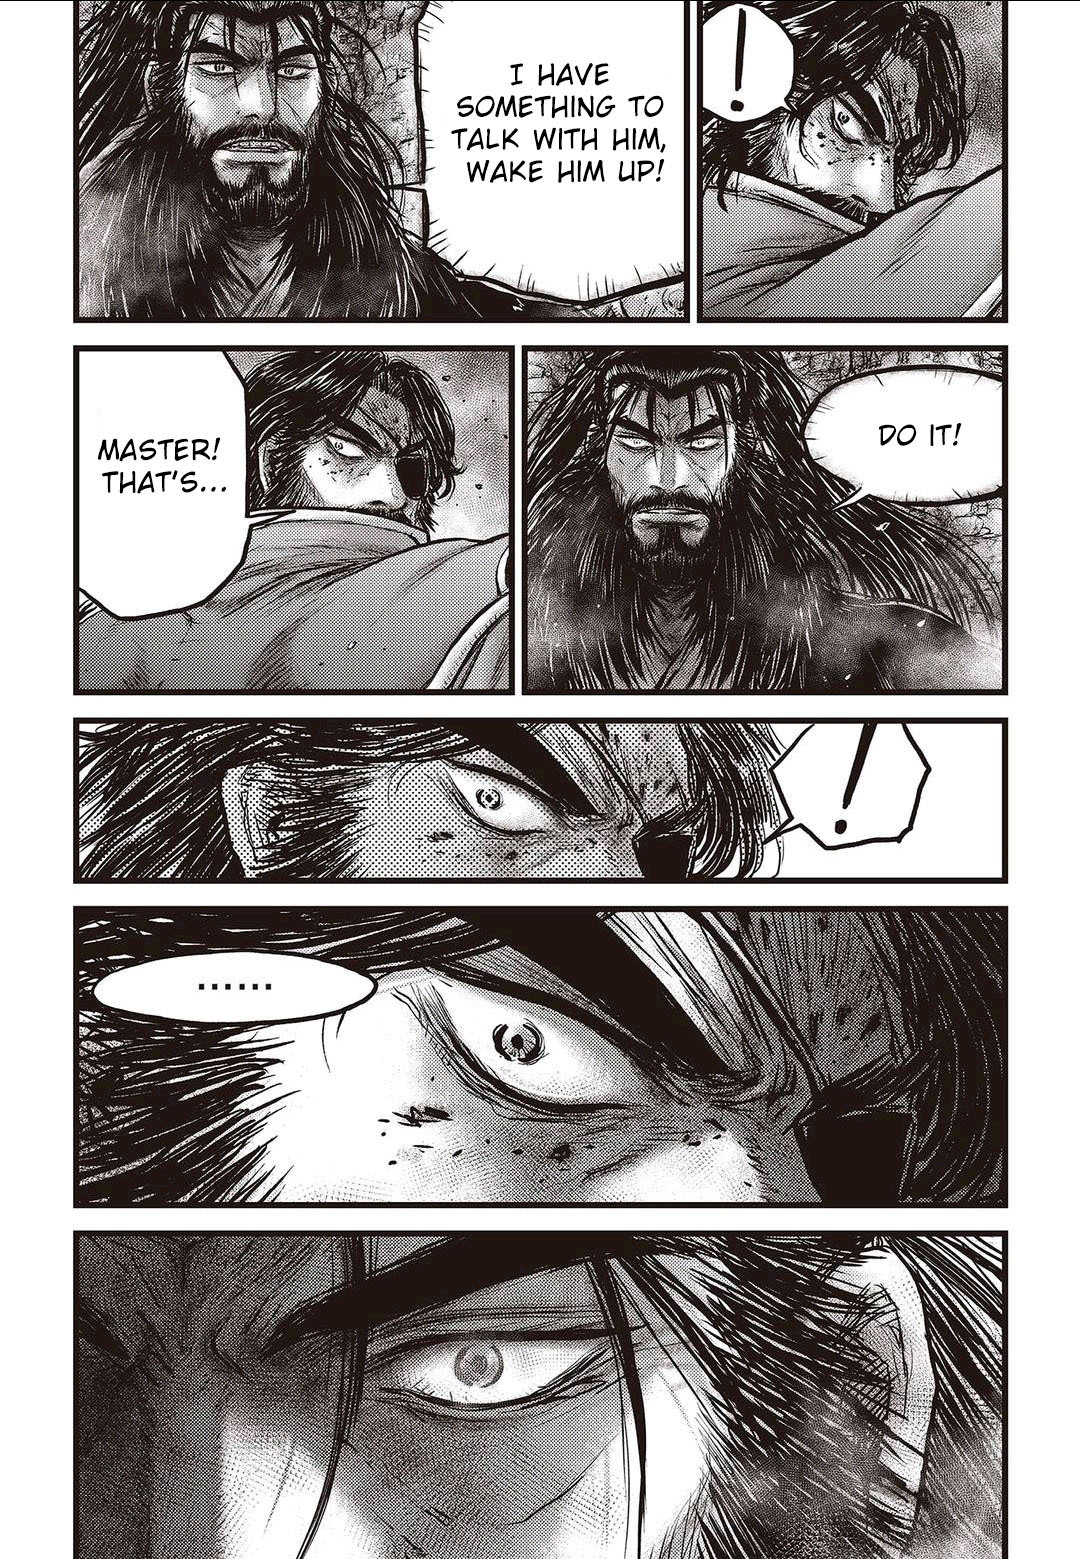 I HAVE
SOMETHING TO
TALK WITH HIM,
WAKE HIM UP!
!
MASTER!
THAT'S...
DO IT!
!
......